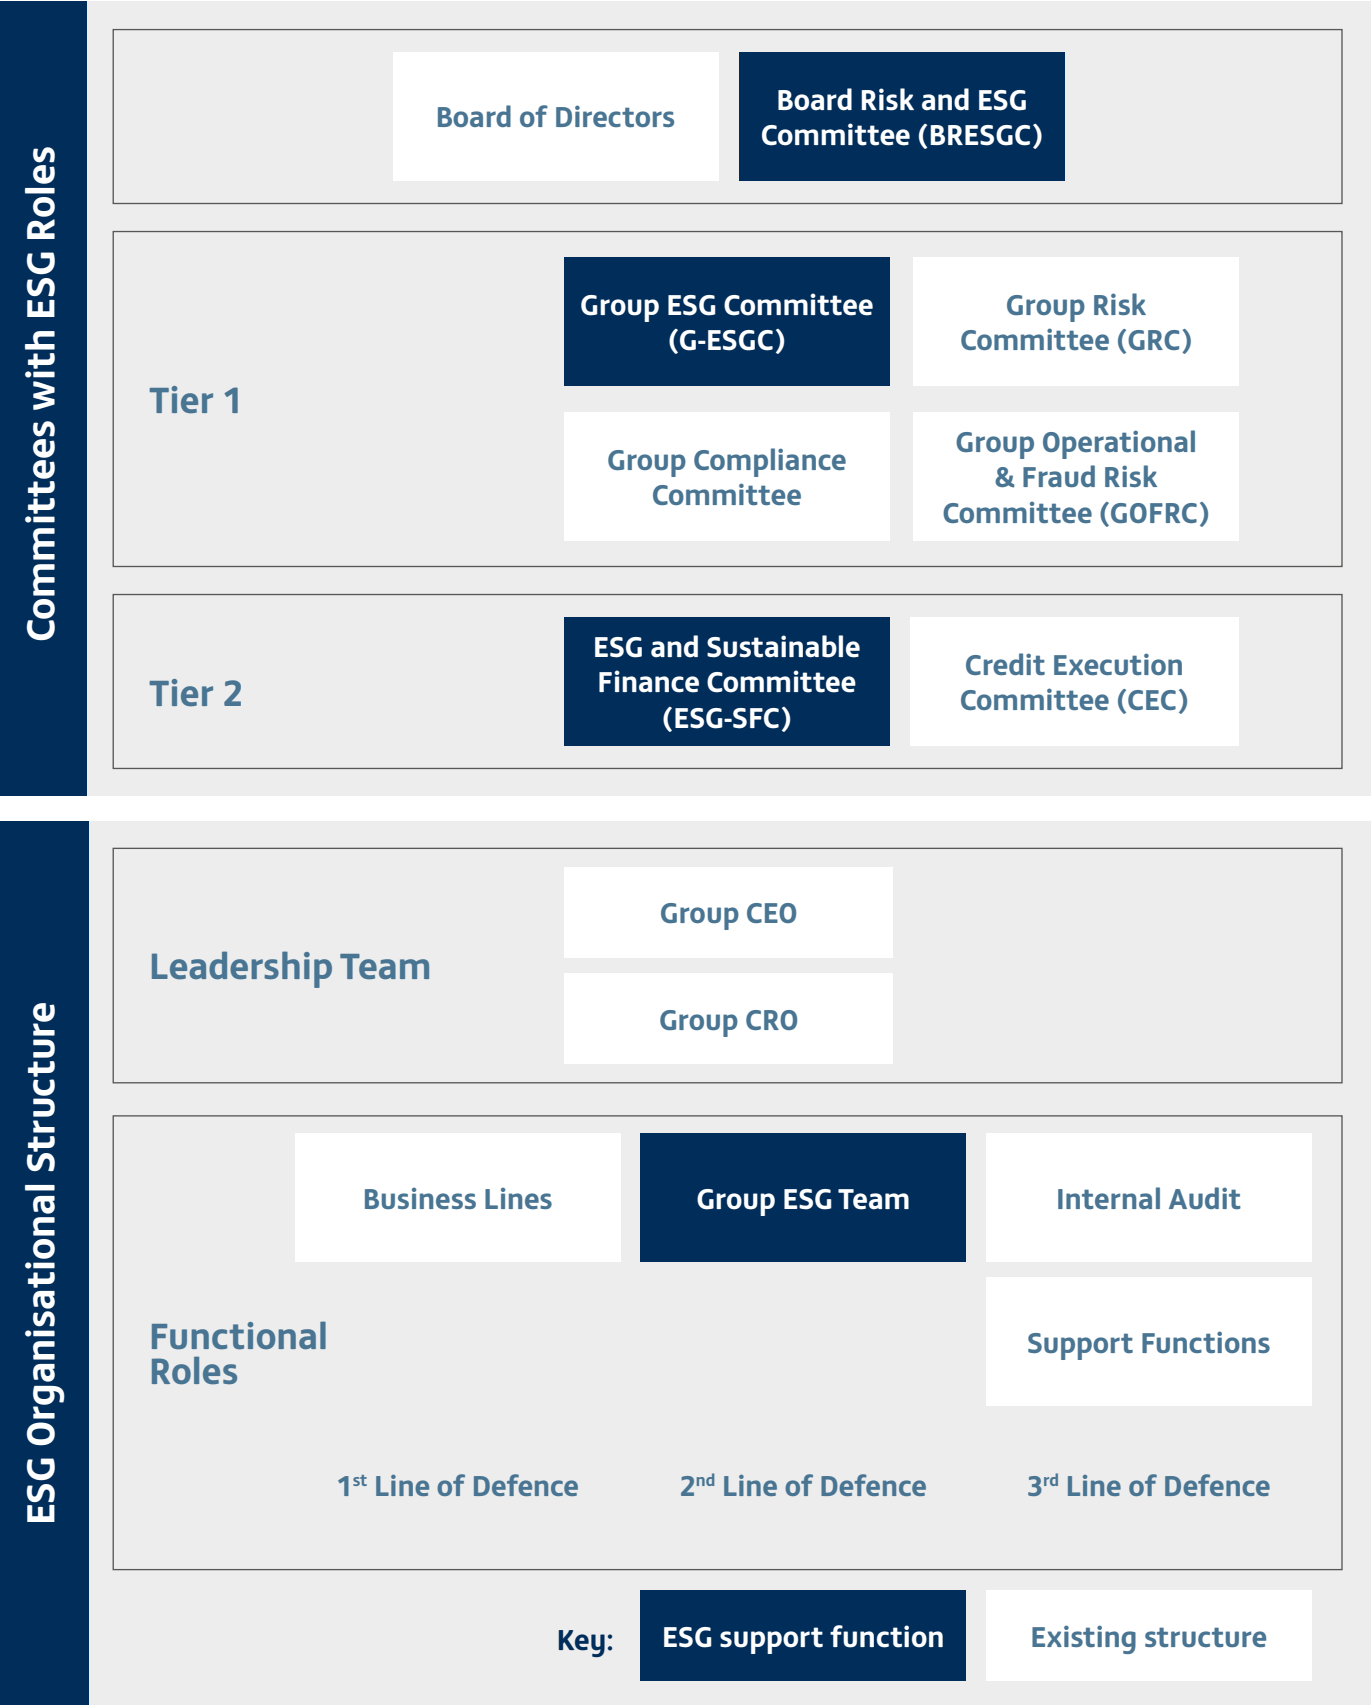 Committees with ESG Roles
Board of Directors
Board Risk and ESG
Committee (BRESGC)
Tier 1
Group ESG Committee
(G-ESGC)
Group Risk
Committee (GRC)
Group Compliance
Committee
Group Operational
& Fraud Risk
Committee (GOFRC)
Tier 2
ESG and Sustainable
Finance Committee
(ESG-SFC)
Credit Execution
Committee (CEC)
ESG Organisational Structure
Leadership Team
Group CEO
Group CRO
Functional
Roles
Business Lines
Group ESG Team
Internal Audit
Support Functions
1st Line of Defence
2nd Line of Defence
3rd Line of Defence
Key:
ESG support function
Existing structure